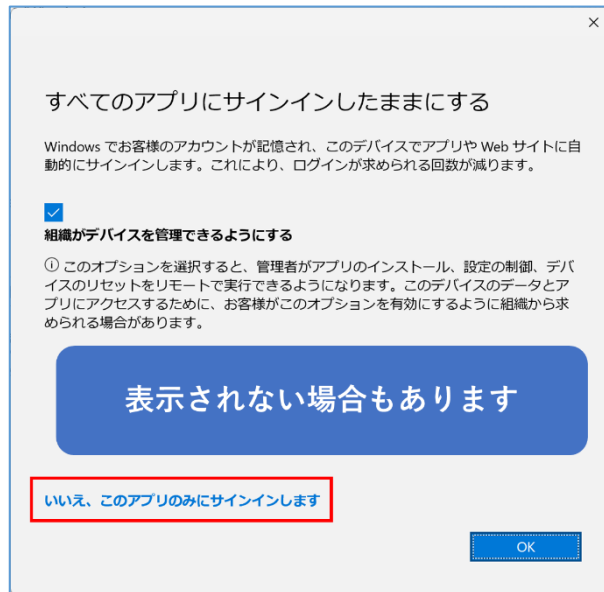 すべてのアプリにサインインしたままにする
Windows でお客様のアカウントが記憶され、このデバイスでアプリや Web サイトに自
動的にサインインします。これにより、ログインが求められる回数が減ります。
組織がデバイスを管理できるようにする
ⓘ このオプションを選択すると、管理者がアプリのインストール、設定の制御、デバ
イスのリセットをリモートで実行できるようになります。このデバイスのデータとア
プリにアクセスするために、お客様がこのオプションを有効にするように組織から求
められる場合があります。
表示されない場合もあります
いいえ、このアプリのみにサインインします
OK